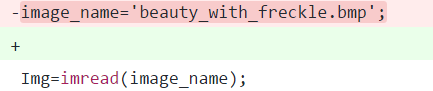 -image_name='beauty_with_freckle.bmp';
+
Img=imread(image_name);